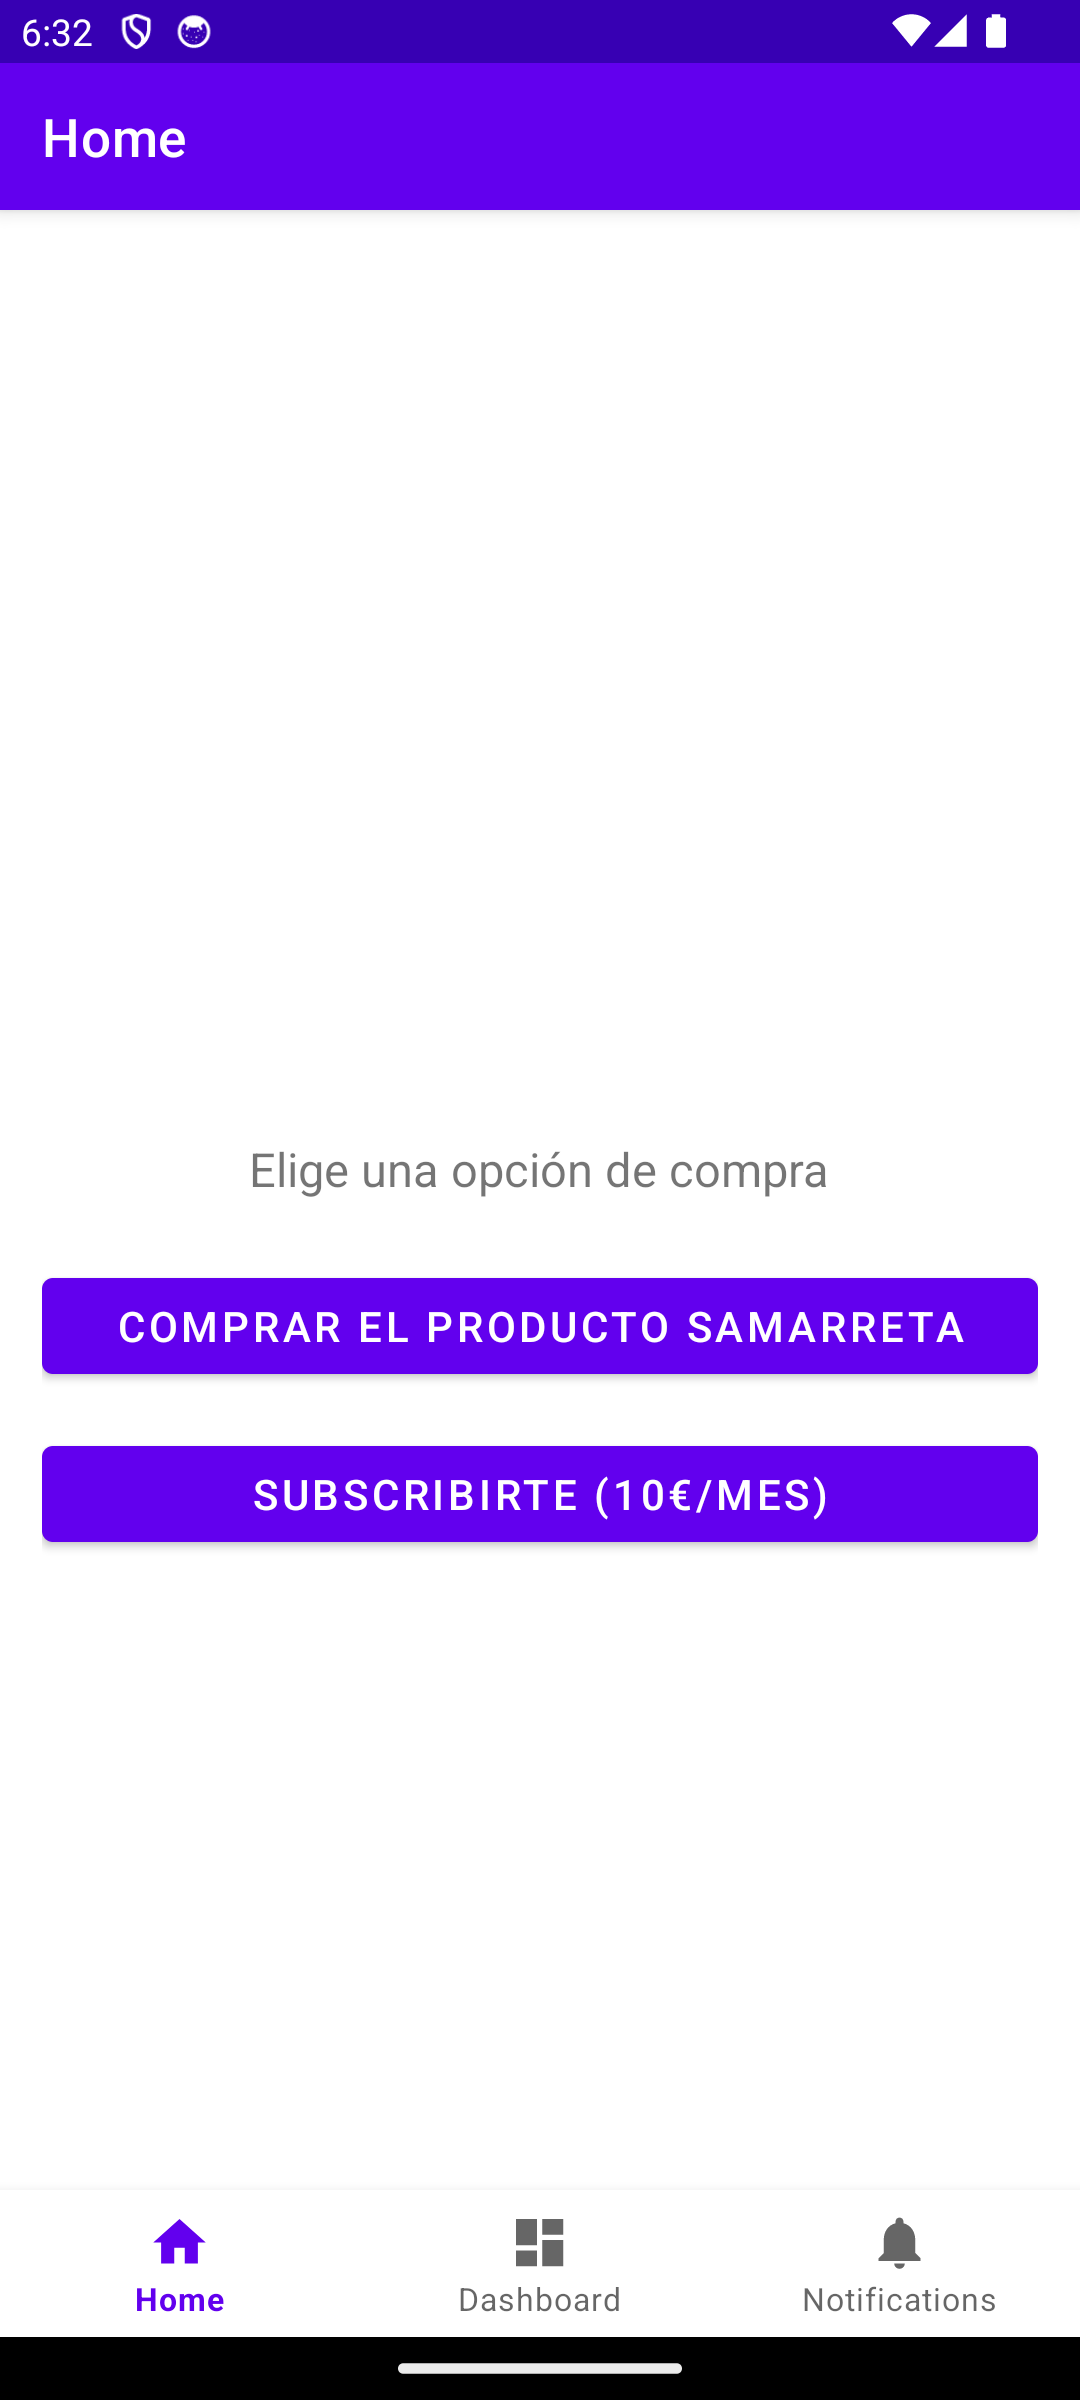 6:32
Home
Elige una opción de compra
COMPRAR EL PRODUCTO SAMARRETA
SUBSCRIBIRTE (10€/MES)
Home
Dashboard
Notifications